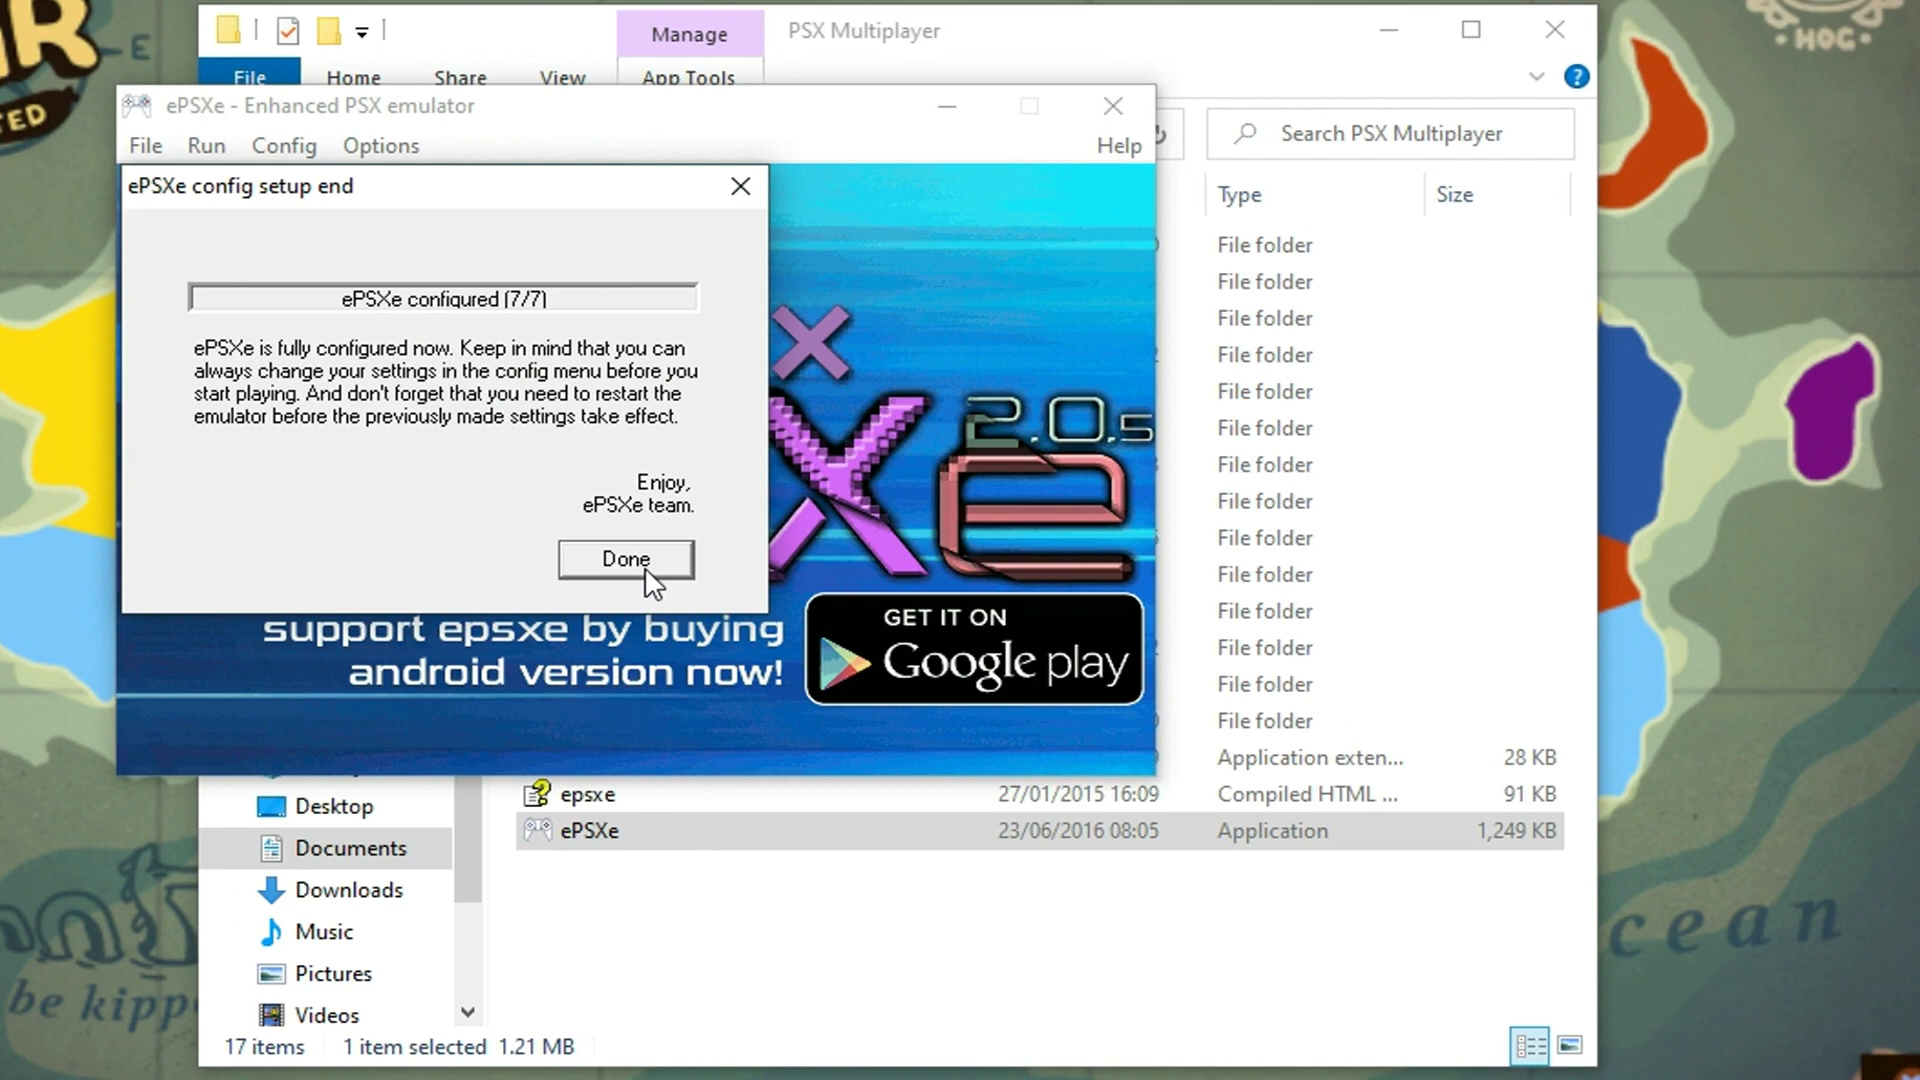 Manage
PSX Multiplayer
File
Home
Share
View
App Tools
ePSXe - Enhanced PSX emulator
File
Run
Config
Options
Help
Search PSX Multiplayer
ePSXe config setup end
Type
Size
ePSXe configured (7/7)
ePSXe is fully configured now. Keep in mind that you can
always change your settings in the config menu before you
start playing. And don't forget that you need to restart the
emulator before the previously made settings take effect.
Enjoy,
ePSXe team.
Done
2.0.5
support epsxe by buying
android version now!
GET IT ON
Google play
File folder
File folder
File folder
File folder
File folder
File folder
File folder
File folder
File folder
File folder
File folder
File folder
File folder
File folder
Application exten...
28 KB
epsxe
27/01/2015 16:09
Compiled HTML ...
91 KB
ePSXe
23/06/2016 08:05
Application
1,249 KB
Desktop
Documents
Downloads
Music
Pictures
Videos
17 items
1 item selected
1.21 MB
HOG
cean
be kipp